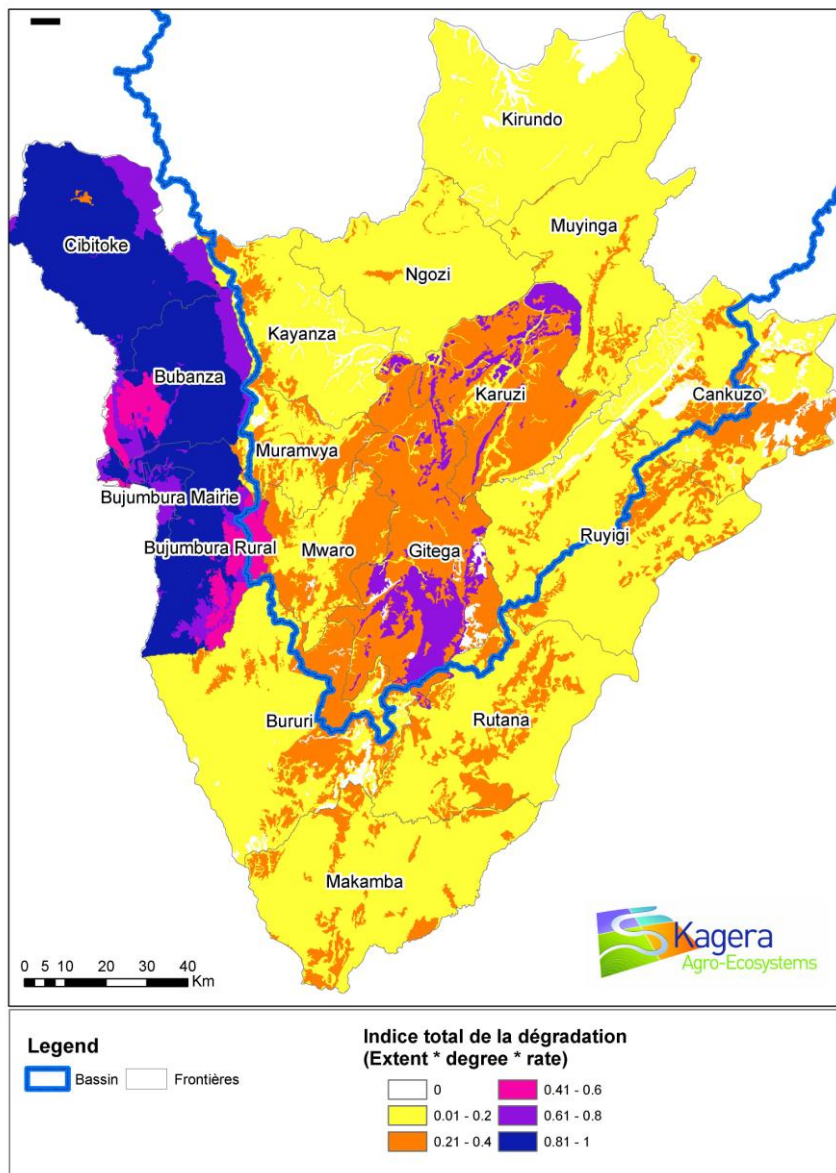 Kirundo
Muyinga
Cibitoke
Ngozi
Kayanza
Bubanza
Karuzi
Cankuzo
Muramvya
Bujumbura Mairie
Bujumbura Rural
Mwaro
Gitega
Ruyigi
Bururi
Rutana
Makamba
0 5 10 20 30 40
Km
Kagera
Agro-Ecosystems
Legend
Bassin
Frontières
Indice total de la dégradation
(Extent * degree * rate)
0
0.01 - 0.2
0.21 - 0.4
0.41 - 0.6
0.61 - 0.8
0.81 - 1